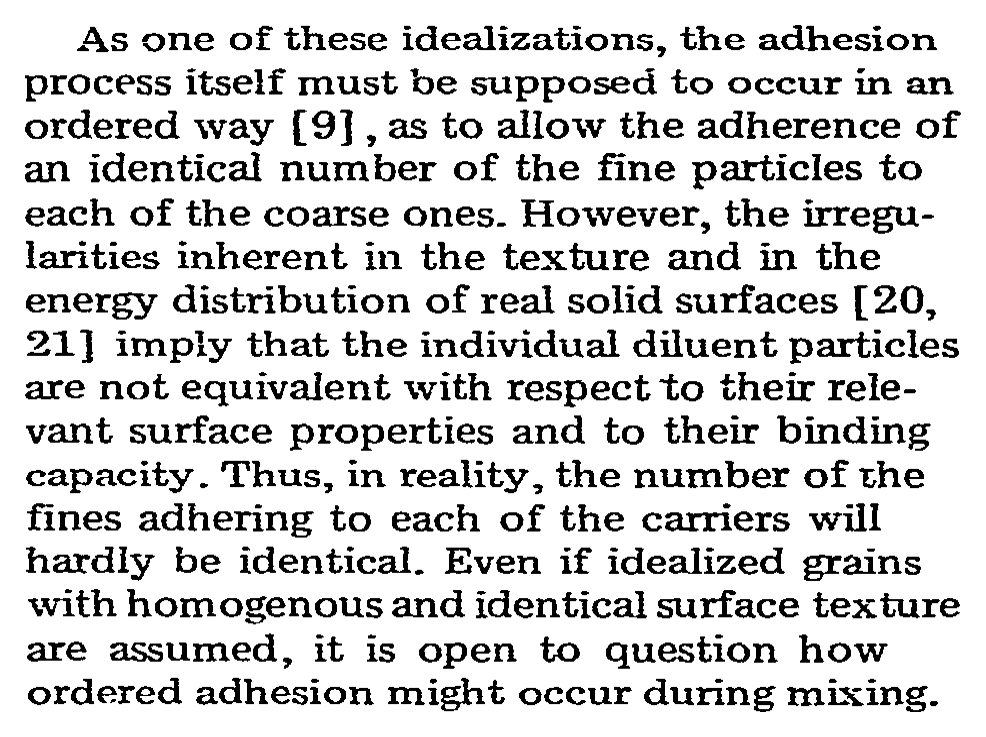 As one of these idealizations, the adhesion
process itself must be supposed to occur in an
ordered way [9], as to allow the adherence of
an identical number of the fine particles to
each of the coarse ones. However, the irregu-
larities inherent in the texture and in the
energy distribution of real solid surfaces [20,
21] imply that the individual diluent particles
are not equivalent with respect to their rele-
vant surface properties and to their binding
capacity. Thus, in reality, the number of the
fines adhering to each of the carriers will
hardly be identical. Even if idealized grains
with homogenous and identical surface texture
are assumed, it is open to question how
ordered adhesion might occur during mixing.